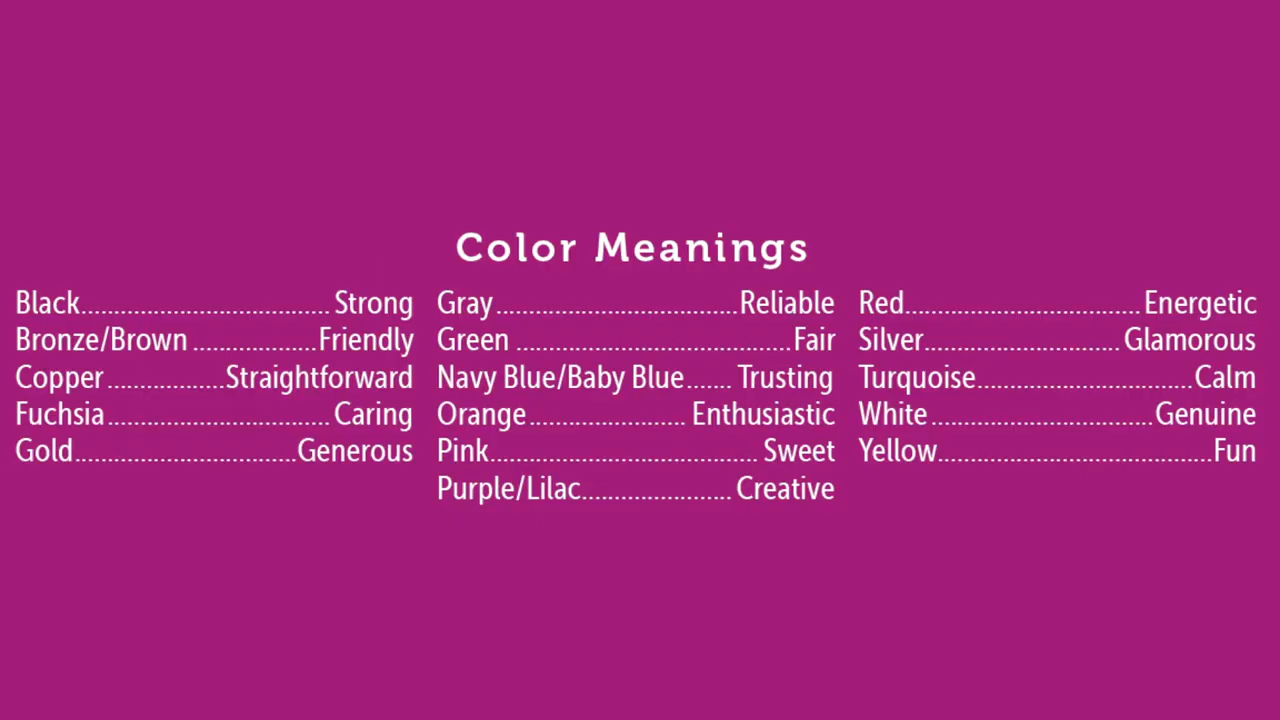 Color Meanings
Black.......................................Strong
Bronze/Brown...................Friendly
Copper..................Straightforward
Fuchsia...................................Caring
Gold..................................Generous
Gray.....................................Reliable
Green..........................................Fair
Navy Blue/Baby Blue.......Trusting
Orange........................Enthusiastic
Pink.........................................Sweet
Purple/Lilac.......................Creative
Red....................................Energetic
Silver..............................Glamorous
Turquoise.................................Calm
White..................................Genuine
Yellow..........................................Fun